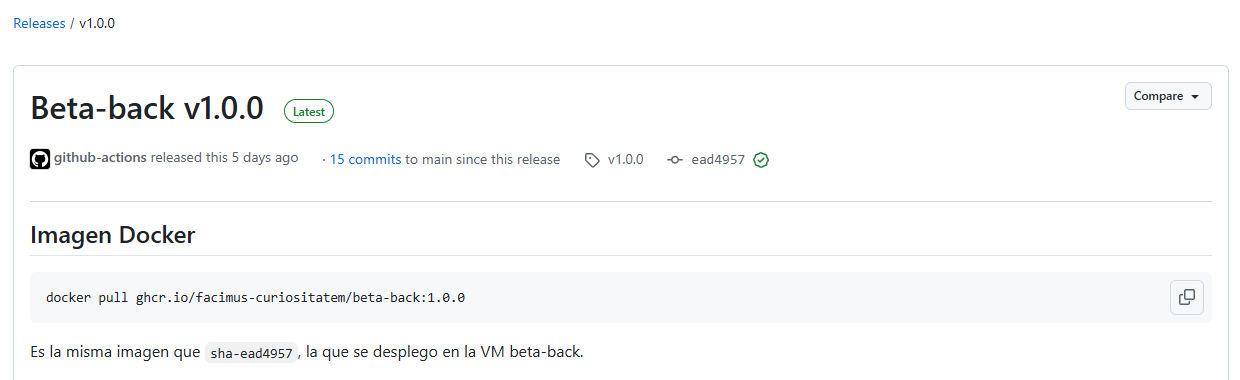 Releases / v1.0.0
Beta-back v1.0.0 Latest
Compare
github-actions released this 5 days ago · 15 commits to main since this release v1.0.0 ead4957
Imagen Docker
docker pull ghcr.io/facimus-curiositatem/beta-back:1.0.0
Es la misma imagen que sha-ead4957, la que se desplego en la VM beta-back.